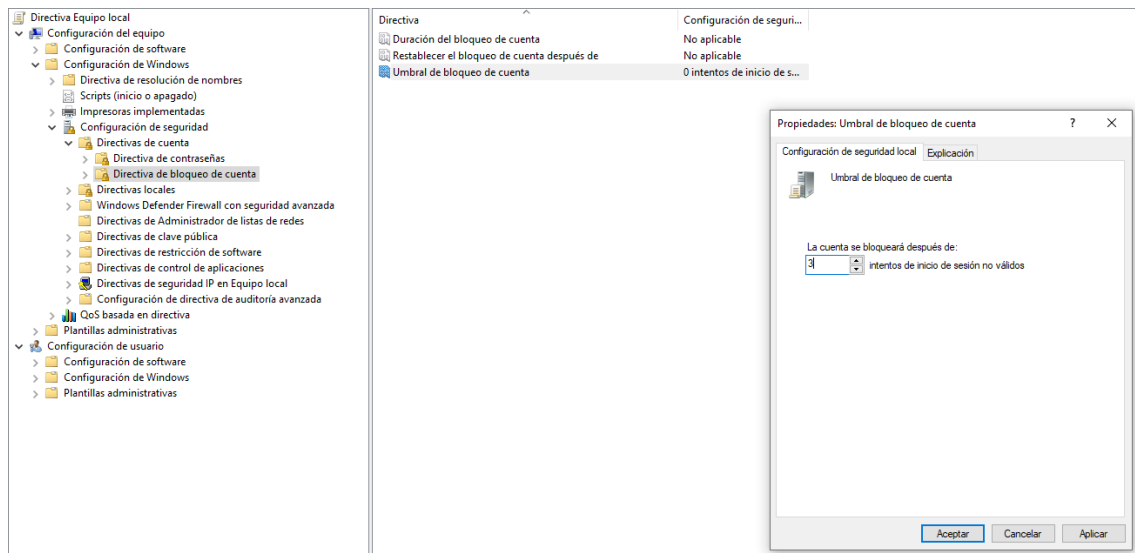 Directiva Equipo local
Configuración del equipo
Configuración de software
Configuración de Windows
Directiva de resolución de nombres
Scripts (inicio o apagado)
Impresoras implementadas
Configuración de seguridad
Directivas de cuenta
Directiva de contraseñas
Directiva de bloqueo de cuenta
Directivas locales
Windows Defender Firewall con seguridad avanzada
Directivas de Administrador de listas de redes
Directivas de clave pública
Directivas de restricción de software
Directivas de control de aplicaciones
Directivas de seguridad IP en Equipo local
Configuración de directiva de auditoría avanzada
QoS basada en directiva
Plantillas administrativas
Configuración de usuario
Configuración de software
Configuración de Windows
Plantillas administrativas
Directiva Configuración de seguri...
Duración del bloqueo de cuenta No aplicable
Restablecer el bloqueo de cuenta después de No aplicable
Umbral de bloqueo de cuenta 0 intentos de inicio de s...
Propiedades: Umbral de bloqueo de cuenta ? X
Configuración de seguridad local Explicación
Umbral de bloqueo de cuenta
La cuenta se bloqueará después de:
3 intentos de inicio de sesión no válidos
Aceptar Cancelar Aplicar